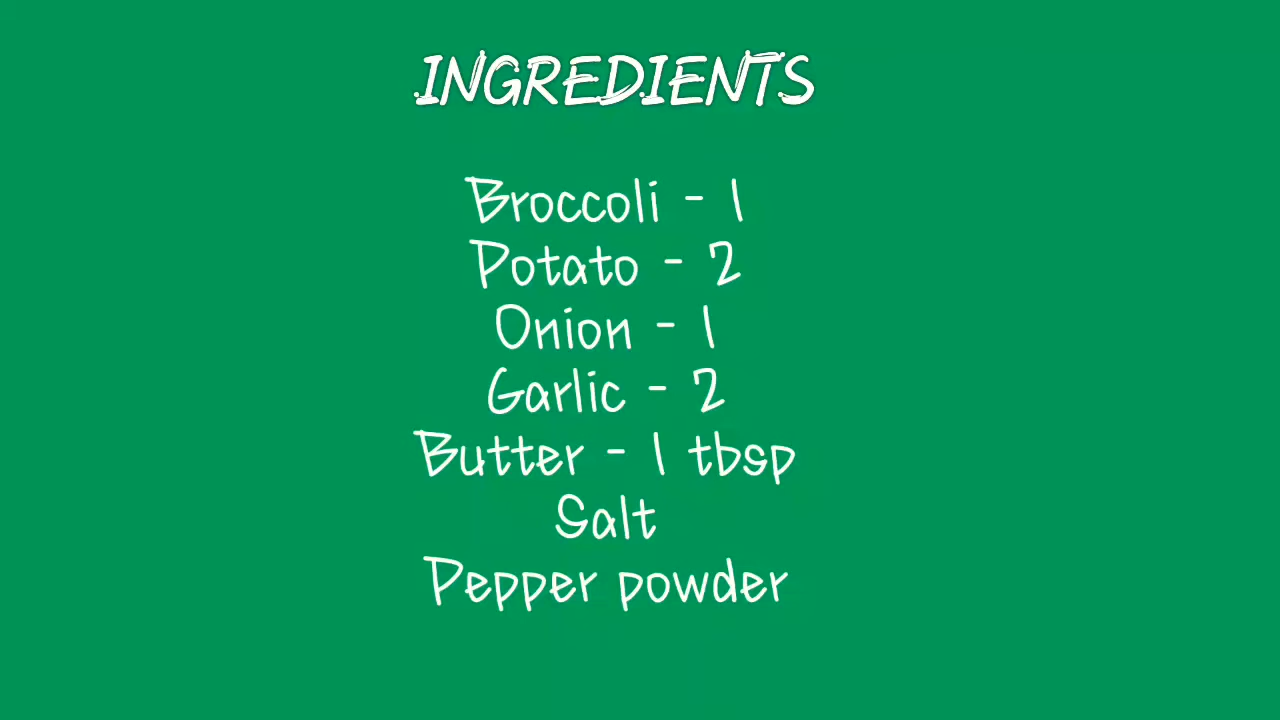 INGREDIENTS
Broccoli - 1
Potato - 2
Onion - 1
Garlic - 2
Butter - 1 tbsp
Salt
Pepper powder